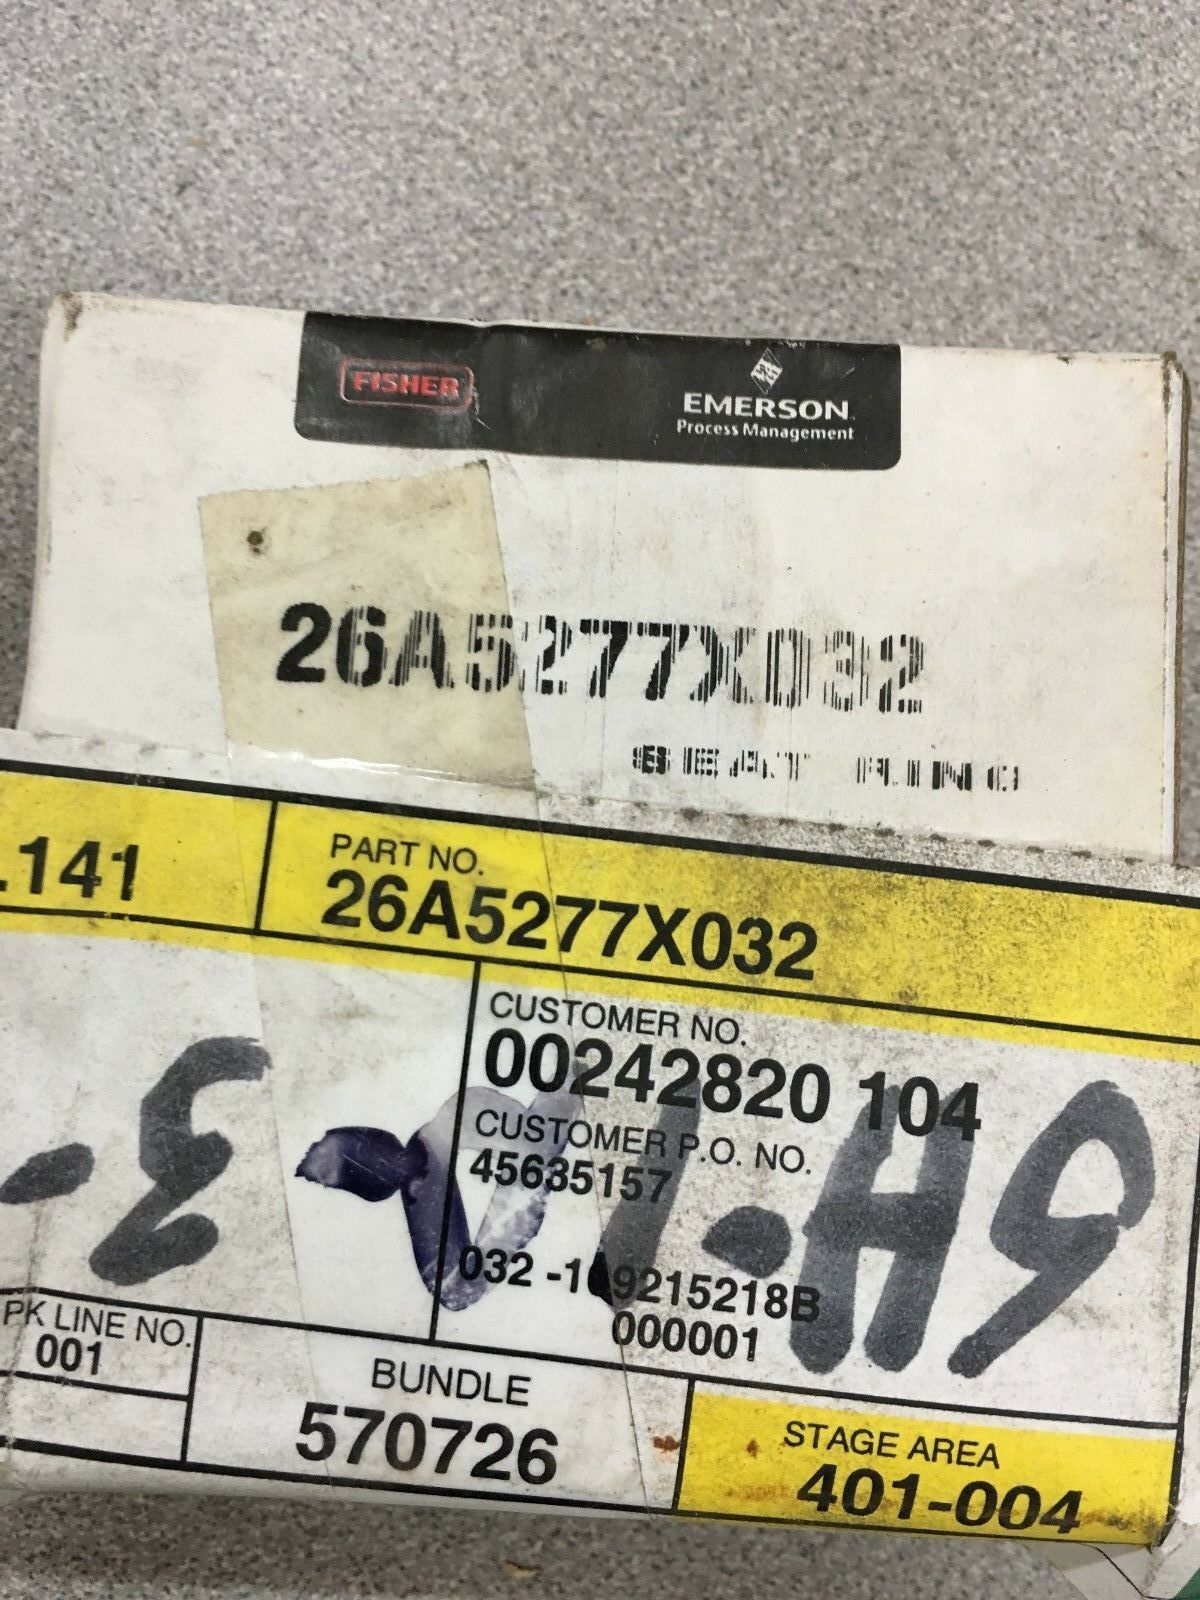 FISHER
EMERSON
Process Management
26A5277X032
SEAT RING
.141
PART NO.
26A5277X032
CUSTOMER NO.
00242820 104
CUSTOMER P.O. NO.
45635157
000001
PK LINE NO.
001
BUNDLE
570726
STAGE AREA
401-004